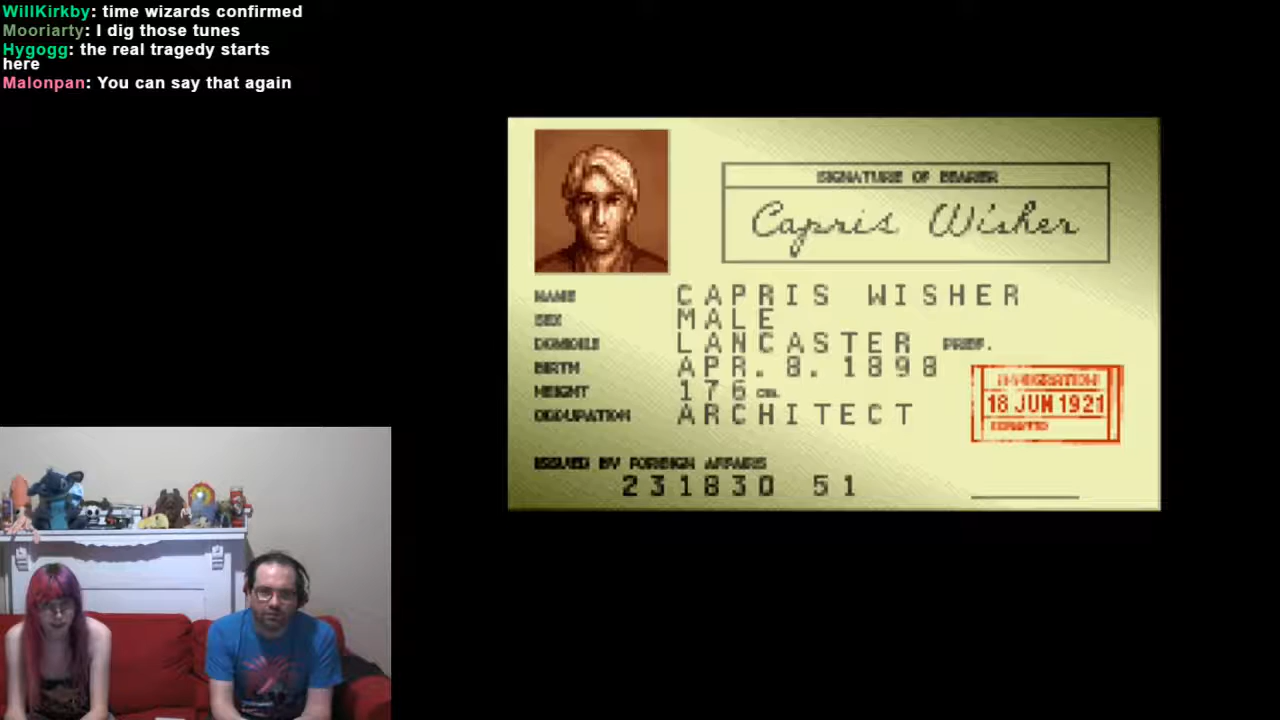 WillKirkby: time wizards confirmed
Mooriarty: I dig those tunes
Hygogg: the real tragedy starts
here
Malonpan: You can say that again
SIGNATURE OF BEARER
Capris Wisher
NAME CAPRIS WISHER
SEX MALE
DOMICILE LANCASTER PREF.
BIRTH APR. 8. 1898
HEIGHT 176 cm.
OCCUPATION ARCHITECT
IMMIGRATION
18 JUN 1921
ISSUED BY FOREIGN AFFAIRS
231830 51